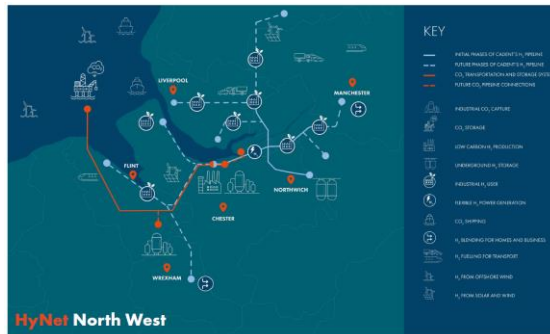 KEY
INITIAL PHASES OF CADENT'S H₂ PIPELINE
FUTURE PHASES OF CADENT'S H₂ PIPELINE
CO₂ TRANSPORTATION AND STORAGE
FUTURE CO₂ PIPELINE CONNECTIONS
INDUSTRIAL CO₂ CAPTURE
CO₂ STORAGE
LOW CARBON H₂ PRODUCTION
UNDERGROUND H₂ STORAGE
INDUSTRIAL H₂ USER
FLEXIBLE H₂ POWER GENERATION
CO₂ SHIPPING
H₂ BLENDING FOR HOMES AND BUSINESS
H₂ FUELLING FOR TRANSPORT
H₂ FROM OFFSHORE WIND
H₂ FROM SOLAR AND WIND
LIVERPOOL
MANCHESTER
FLINT
NORTHWICH
CHESTER
WREXHAM
HyNet North West